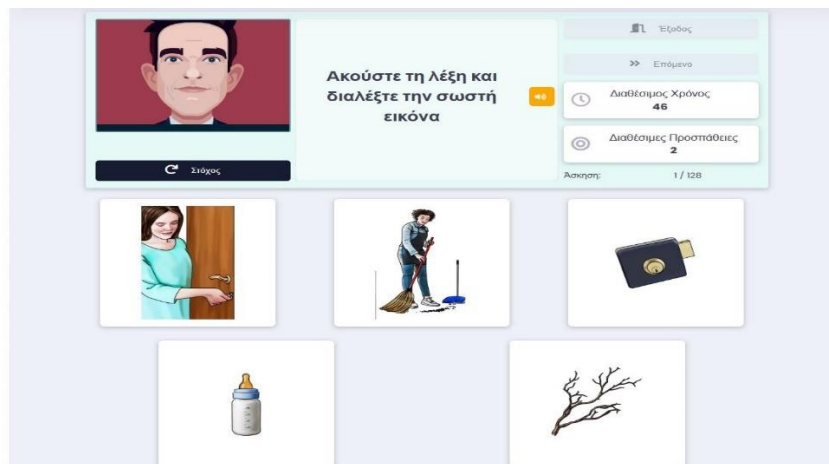 Ακούστε τη λέξη και
διαλέξτε την σωστή
εικόνα
Έξοδος
Επόμενο
Διαθέσιμος Χρόνος
46
Διαθέσιμες Προσπάθειες
2
Στόχος
Άσκηση: 1 / 128